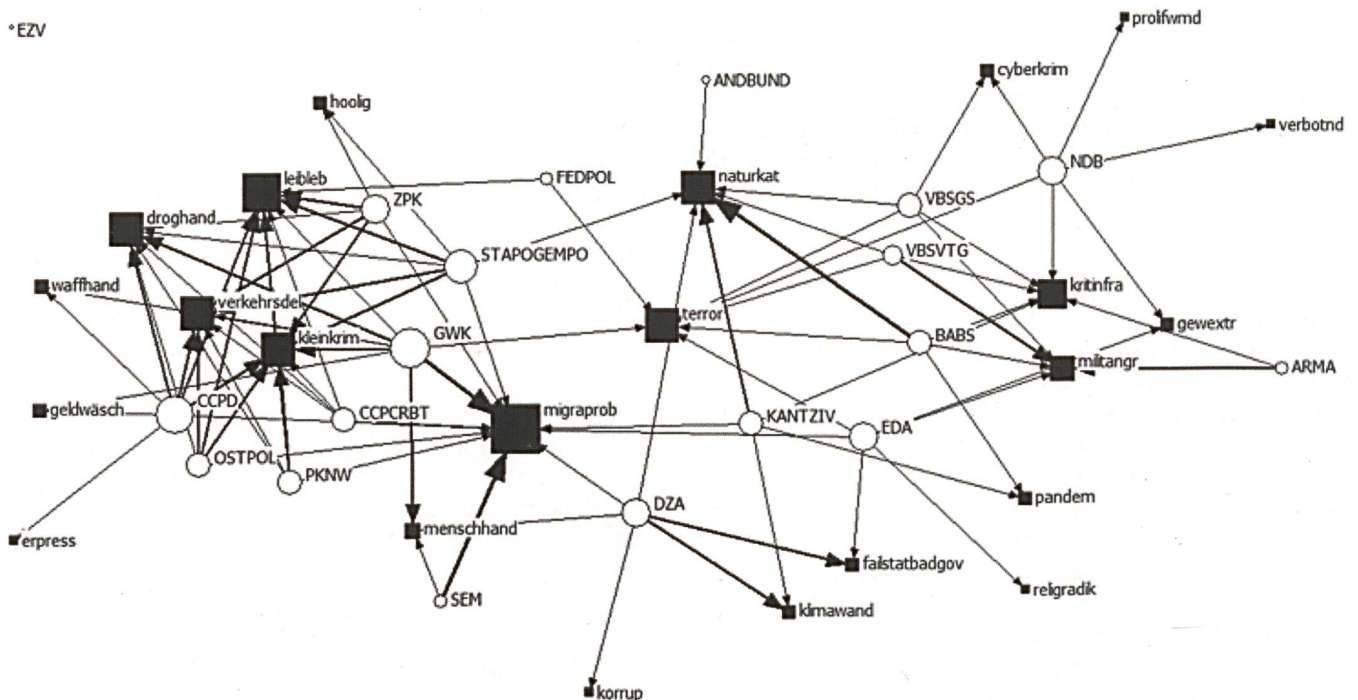 prolifwmd
EZV
cyberkrim
ANDBUND
hoolig
verbotnd
NDB
leibleb
FEDPOL
naturkat
ZPK
VBSGS
droghand
STAPOGEMPO
VBSVTG
waffhand
kritinfra
verkehrsdel
terror
gewextr
kleinkrim
GWK
BABS
miltangr
ARMA
CCPD
geldwäsch
CCPCRBT
migraprob
KANTZIV
EDA
OSTPOL
PKNW
pandem
DZA
menschhand
erpress
failstatbadgov
religradik
SEM
klimawand
korrup